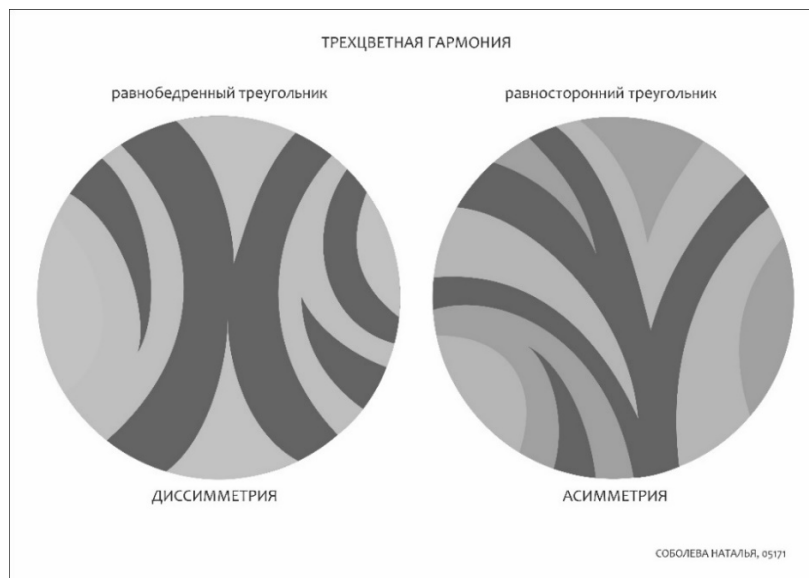 ТРЕХЦВЕТНАЯ ГАРМОНИЯ
равнобедренный треугольник
равносторонний треугольник
ДИССИММЕТРИЯ
АСИММЕТРИЯ
СОБОЛЕВА НАТАЛЬЯ, 05171